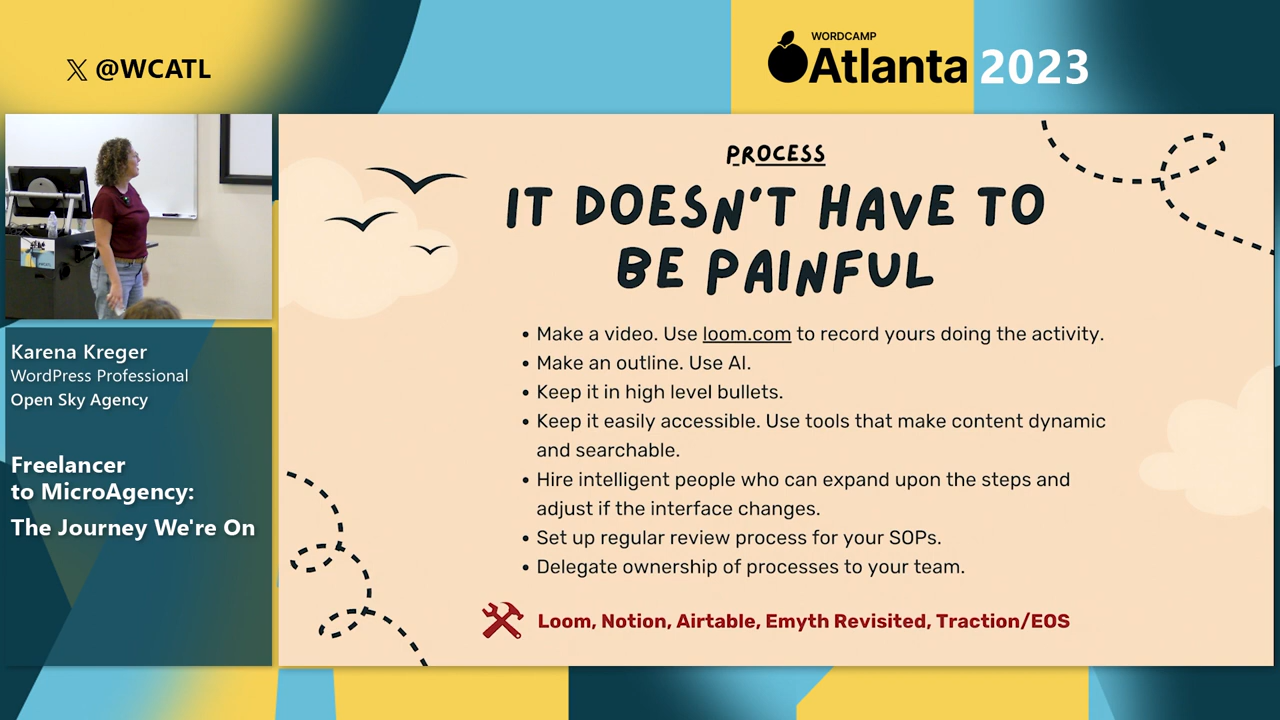 𝕏 @WCATL
WORDCAMP
Atlanta 2023
PROCESS
IT DOESN'T HAVE TO
BE PAINFUL
• Make a video. Use loom.com to record yours doing the activity.
• Make an outline. Use AI.
• Keep it in high level bullets.
• Keep it easily accessible. Use tools that make content dynamic
and searchable.
• Hire intelligent people who can expand upon the steps and
adjust if the interface changes.
• Set up regular review process for your SOPs.
• Delegate ownership of processes to your team.
Loom, Notion, Airtable, Emyth Revisited, Traction/EOS
Karena Kreger
WordPress Professional
Open Sky Agency
Freelancer
to MicroAgency:
The Journey We're On